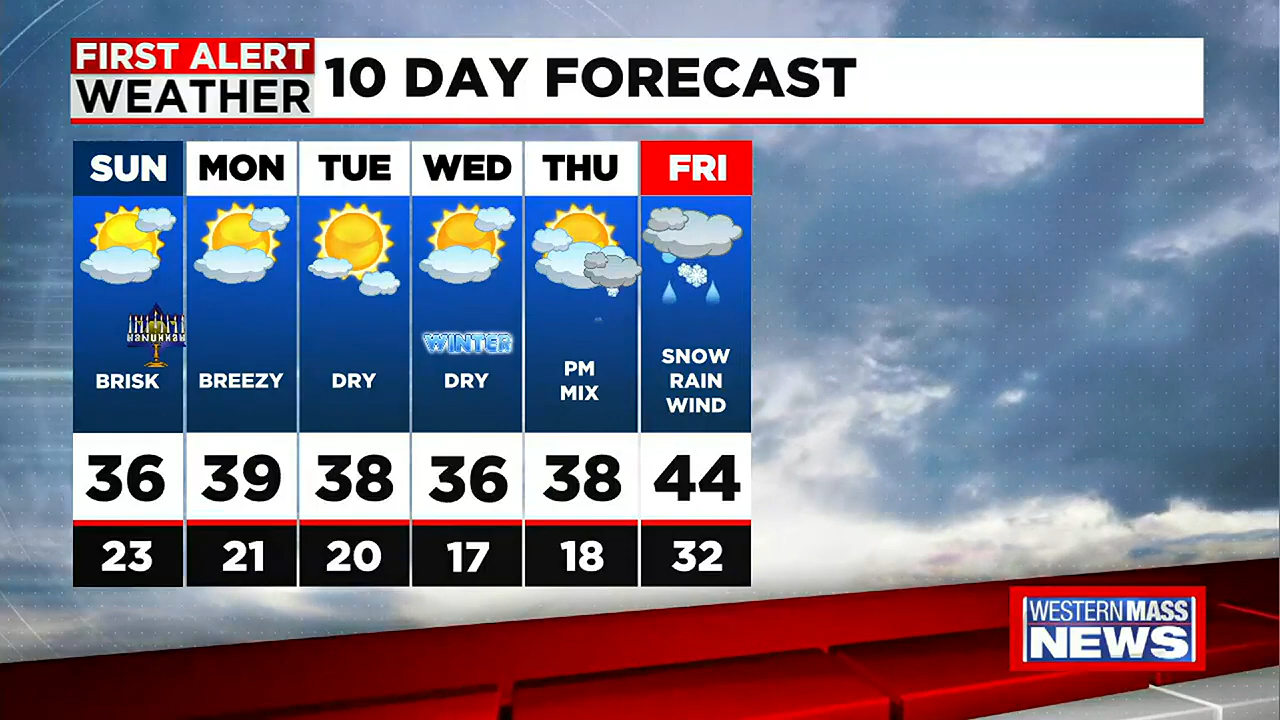 FIRST ALERT
WEATHER
10 DAY FORECAST
SUN MON TUE WED THU FRI
HANUKKAH
WINTER
BRISK BREEZY DRY DRY PM MIX SNOW RAIN WIND
36 39 38 36 38 44
23 21 20 17 18 32
WESTERN MASS
NEWS